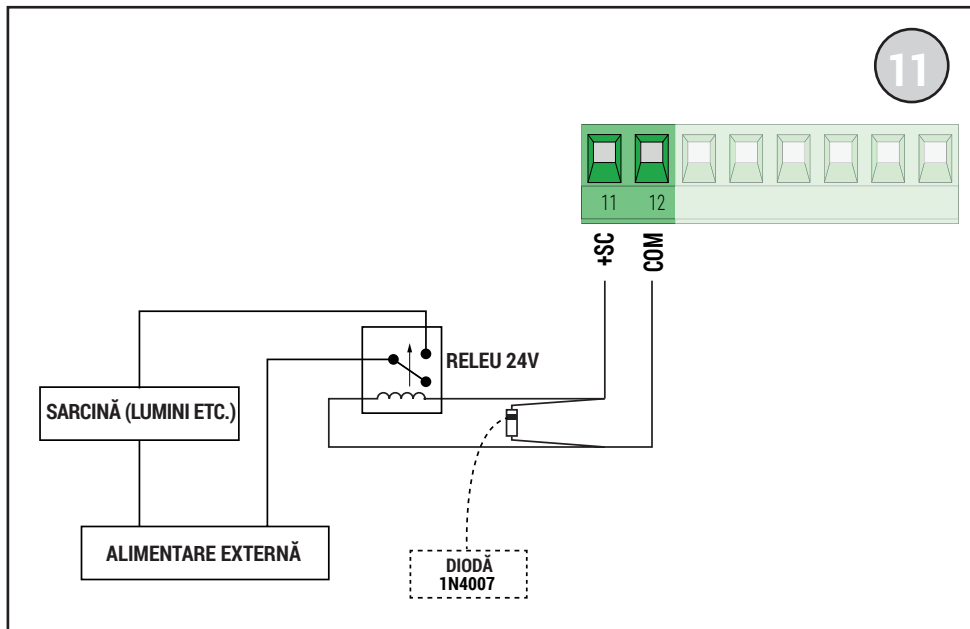 11
11 12
+SC
COM
RELEU 24V
SARCINĂ (LUMINI ETC.)
ALIMENTARE EXTERNĂ
DIODĂ
1N4007